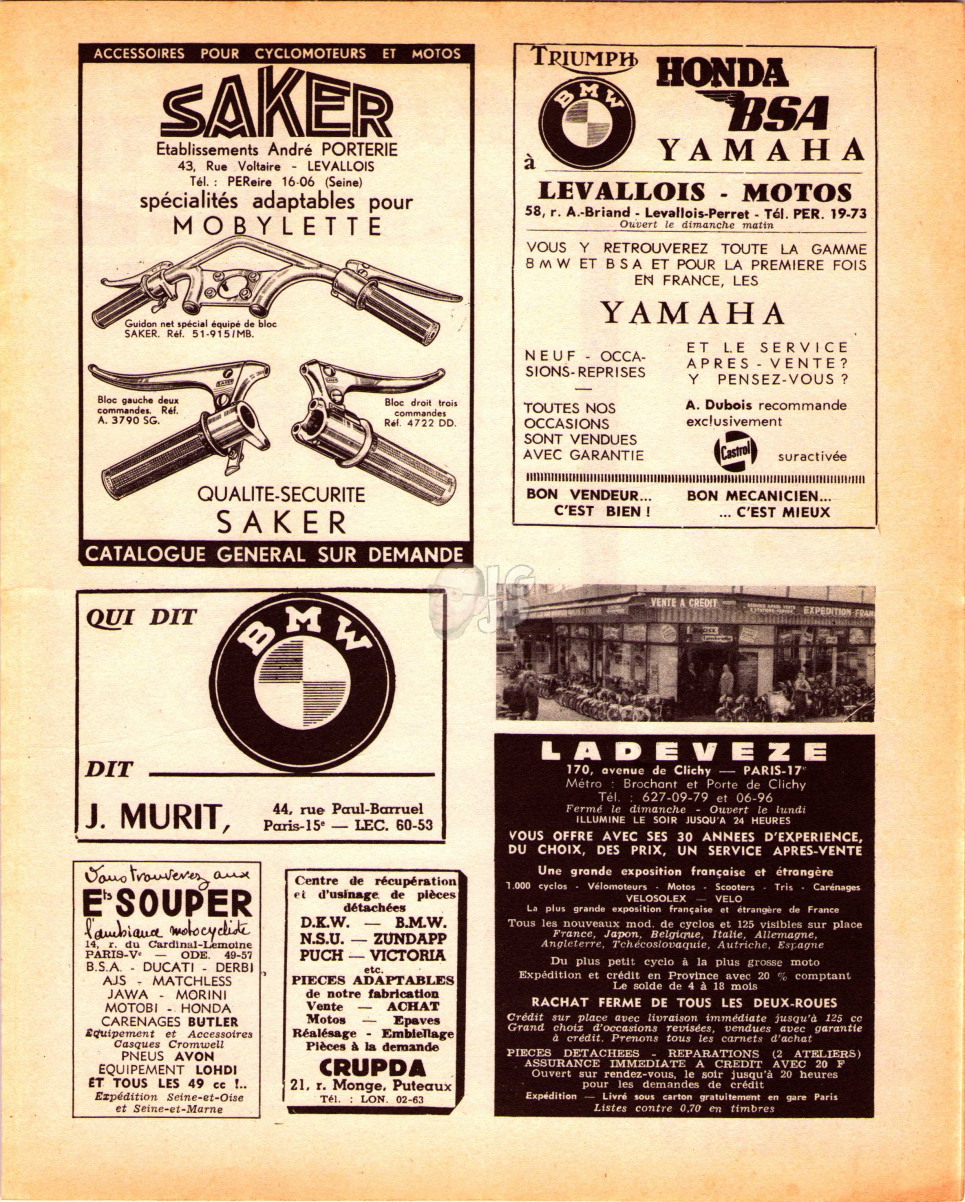 ACCESSOIRES POUR CYCLOMOTEURS ET MOTOS
SAKER
Etablissements André PORTERIE
43, Rue Voltaire - LEVALLOIS
Tél. : PEReire 16-06 (Seine)
spécialités adaptables pour
MOBYLETTE
Guidon net spécial équipé de bloc
SAKER. Réf. 51-915/MB.
Bloc gauche deux
commandes. Réf.
A. 3790 SG.
Bloc droit trois
commandes
Réf. 4722 DD.
QUALITE-SECURITE
SAKER
CATALOGUE GENERAL SUR DEMANDE
TRIUMPH
BMW
HONDA
BSA
YAMAHA
à
LEVALLOIS - MOTOS
58, r. A.-Briand - Levallois-Perret - Tél. PER. 19-73
Ouvert le dimanche matin
VOUS Y RETROUVEREZ TOUTE LA GAMME
BMW ET BSA ET POUR LA PREMIERE FOIS
EN FRANCE, LES
YAMAHA
NEUF - OCCA-
SIONS-REPRISES
TOUTES NOS
OCCASIONS
SONT VENDUES
AVEC GARANTIE
ET LE SERVICE
APRES - VENTE ?
Y PENSEZ-VOUS ?
A. Dubois recommande
exclusivement
Castrol
suractivée
BON VENDEUR...
C'EST BIEN !
BON MECANICIEN...
... C'EST MIEUX
QUI DIT
BMW
DIT
J. MURIT,
44, rue Paul-Barruel
Paris-15e — LEC. 60-53
VENTE A CREDIT
EXPEDITION FRAN
LADEVEZE
170, avenue de Clichy — PARIS-17e
Métro : Brochant et Porte de Clichy
Tél. : 627-09-79 et 06-96
Fermé le dimanche - Ouvert le lundi
ILLUMINE LE SOIR JUSQU'A 24 HEURES
VOUS OFFRE AVEC SES 30 ANNEES D'EXPERIENCE,
DU CHOIX, DES PRIX, UN SERVICE APRES-VENTE
Une grande exposition française et étrangère
1.000 cyclos - Vélomoteurs - Motos - Scooters - Tris - Carénages
VELOSOLEX — VELO
La plus grande exposition française et étrangère de France
Tous les nouveaux mod. de cyclos et 125 visibles sur place
France, Japon, Belgique, Italie, Allemagne,
Angleterre, Tchécoslovaquie, Autriche, Espagne
Du plus petit cyclo à la plus grosse moto
Expédition et crédit en Province avec 20 % comptant
Le solde de 4 à 18 mois
RACHAT FERME DE TOUS LES DEUX-ROUES
Crédit sur place avec livraison immédiate jusqu'à 125 cc
Grand choix d'occasions revisées, vendues avec garantie
à crédit. Prenons tous les carnets d'achat
PIECES DETACHEES - REPARATIONS (2 ATELIERS)
ASSURANCE IMMEDIATE A CREDIT AVEC 20 F
Ouvert sur rendez-vous, le soir jusqu'à 20 heures
pour les demandes de crédit
Expédition — Livré sous carton gratuitement en gare Paris
Listes contre 0,70 en timbres
Vous trouverez aux
Ets SOUPER
l'ambiance motocycliste
14, r. du Cardinal-Lemoine
PARIS-Ve - ODE. 49-57
B.S.A. - DUCATI - DERBI
AJS - MATCHLESS
JAWA - MORINI
MOTOBI - HONDA
CARENAGES BUTLER
Equipement et Accessoires
Casques Cromwell
PNEUS AVON
EQUIPEMENT LOHDI
ET TOUS LES 49 cc !..
Expédition Seine-et-Oise
et Seine-et-Marne
Centre de récupération
et d'usinage de pièces
détachées
D.K.W. — B.M.W.
N.S.U. — ZUNDAPP
PUCH — VICTORIA
etc.
PIECES ADAPTABLES
de notre fabrication
Vente — ACHAT
Motos — Epaves
Réalésage - Embiellage
Pièces à la demande
CRUPDA
21, r. Monge, Puteaux
Tél. : LON. 02-63